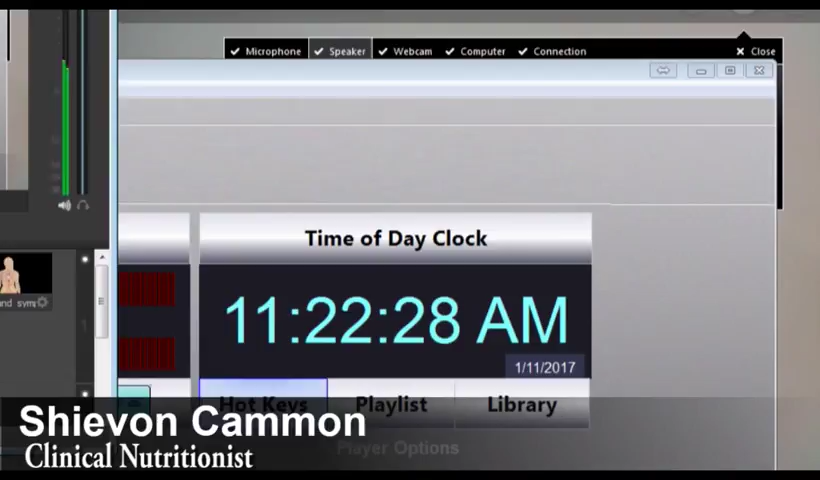 Microphone Speaker Webcam Computer Connection Close
Time of Day Clock
11:22:28 AM
1/11/2017
Hot Keys Playlist Library
Player Options
Shievon Cammon
Clinical Nutritionist